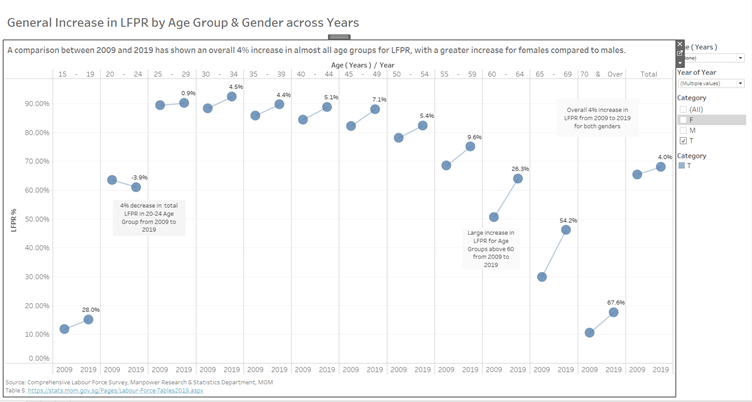 General Increase in LFPR by Age Group & Gender across Years
A comparison between 2009 and 2019 has shown an overall 4% increase in almost all age groups for LFPR, with a greater increase for females compared to males.
Age (Years) / Year
15 - 19 20 - 24 25 - 29 30 - 34 35 - 39 40 - 44 45 - 49 50 - 54 55 - 59 60 - 64 65 - 69 70 & Over Total
LFPR %
90.00%
80.00%
70.00%
60.00%
50.00%
40.00%
30.00%
20.00%
10.00%
0.00%
28.0%
-3.9%
0.9%
4.5%
4.4%
5.1%
7.1%
5.4%
9.6%
26.3%
54.2%
67.6%
4.0%
4% decrease in total
LFPR in 20-24 Age
Group from 2009 to
2019
Large increase in
LFPR for Age
Groups above 60
from 2009 to
2019
Overall 4% increase in
LFPR from 2009 to 2019
for both genders
2009 2019 2009 2019 2009 2019 2009 2019 2009 2019 2009 2019 2009 2019 2009 2019 2009 2019 2009 2019 2009 2019 2009 2019 2009 2019
Source: Comprehensive Labour Force Survey, Manpower Research & Statistics Department, MOM
Table 5: https://stats.mom.gov.sg/Pages/Labour-Force-Tables2019.aspx
(Years)
Year of Year
(Multiple values)
Category
(All)
F
M
T
Category
T